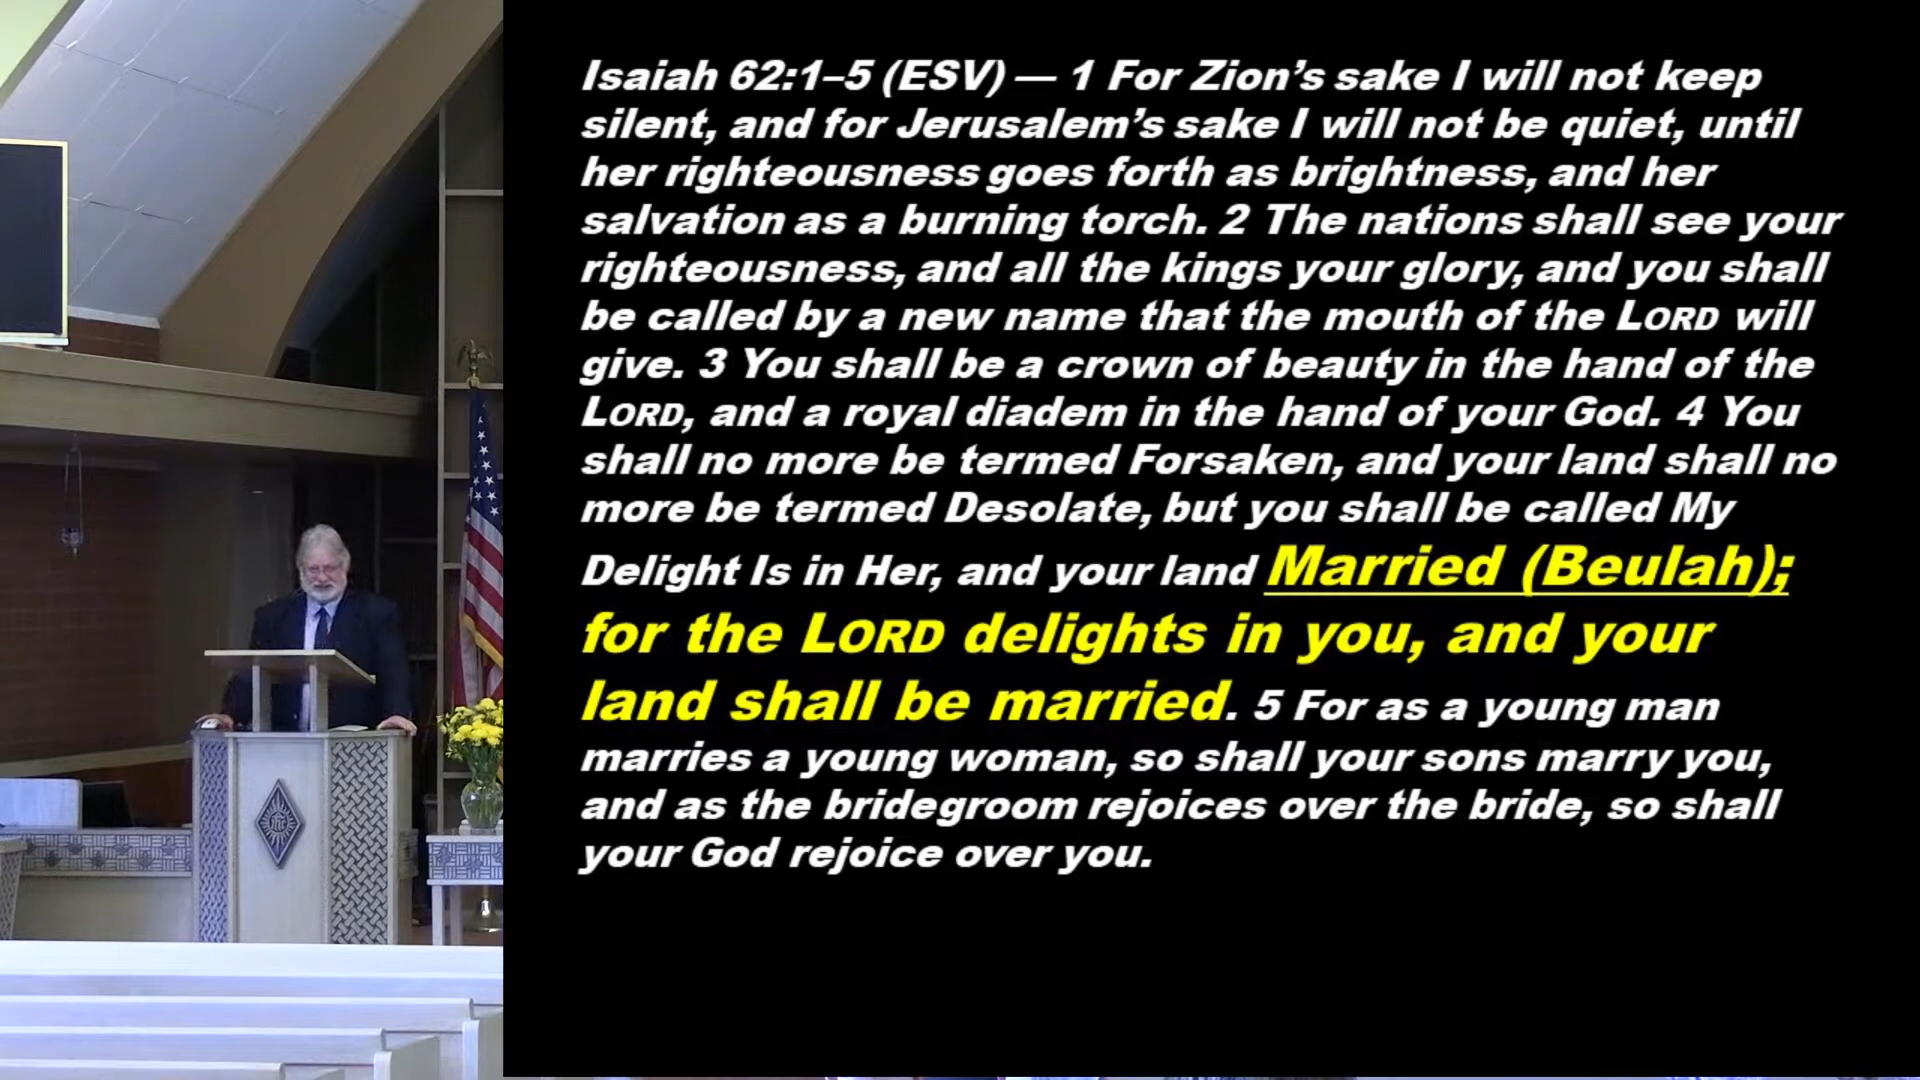 Isaiah 62:1–5 (ESV) — 1 For Zion’s sake I will not keep
silent, and for Jerusalem’s sake I will not be quiet, until
her righteousness goes forth as brightness, and her
salvation as a burning torch. 2 The nations shall see your
righteousness, and all the kings your glory, and you shall
be called by a new name that the mouth of the LORD will
give. 3 You shall be a crown of beauty in the hand of the
LORD, and a royal diadem in the hand of your God. 4 You
shall no more be termed Forsaken, and your land shall no
more be termed Desolate, but you shall be called My
Delight Is in Her, and your land Married (Beulah);
for the LORD delights in you, and your
land shall be married. 5 For as a young man
marries a young woman, so shall your sons marry you,
and as the bridegroom rejoices over the bride, so shall
your God rejoice over you.